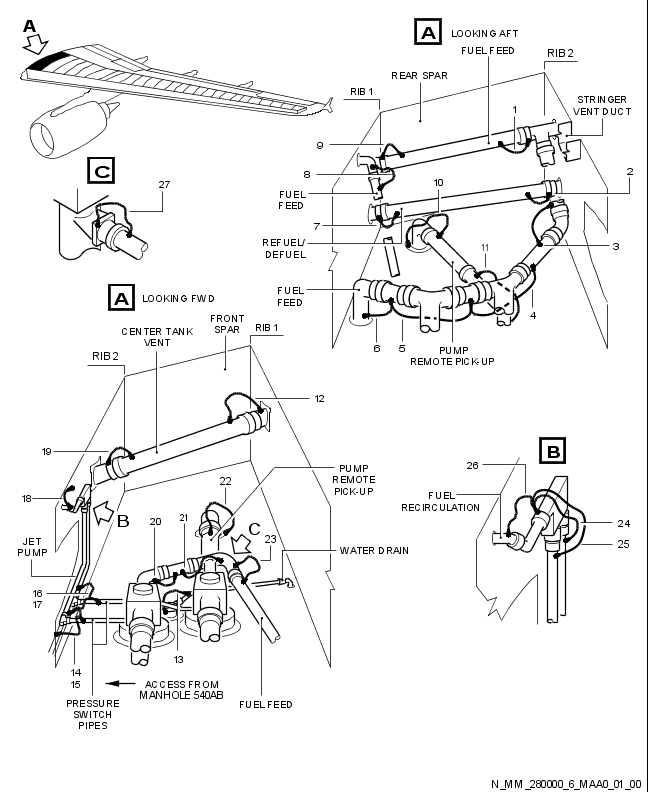 A
A LOOKING AFT
FUEL FEED
RIB 2
REAR SPAR
RIB 1
STRINGER
VENT DUCT
1
9
8
FUEL
FEED
10
2
7
REFUEL/
DEFUEL
11
3
FUEL
FEED
4
6
5
PUMP
REMOTE PICK-UP
C
27
A LOOKING FWD
CENTER TANK
VENT
FRONT
SPAR
RIB 1
RIB 2
12
19
18
B
22
PUMP
REMOTE
PICK-UP
20
21
C
23
WATER DRAIN
JET
PUMP
16
17
13
14
15
ACCESS FROM
MANHOLE 540AB
PRESSURE
SWITCH
PIPES
FUEL FEED
B
26
FUEL
RECIRCULATION
24
25
N_MM_280000_6_MAA0_01_00